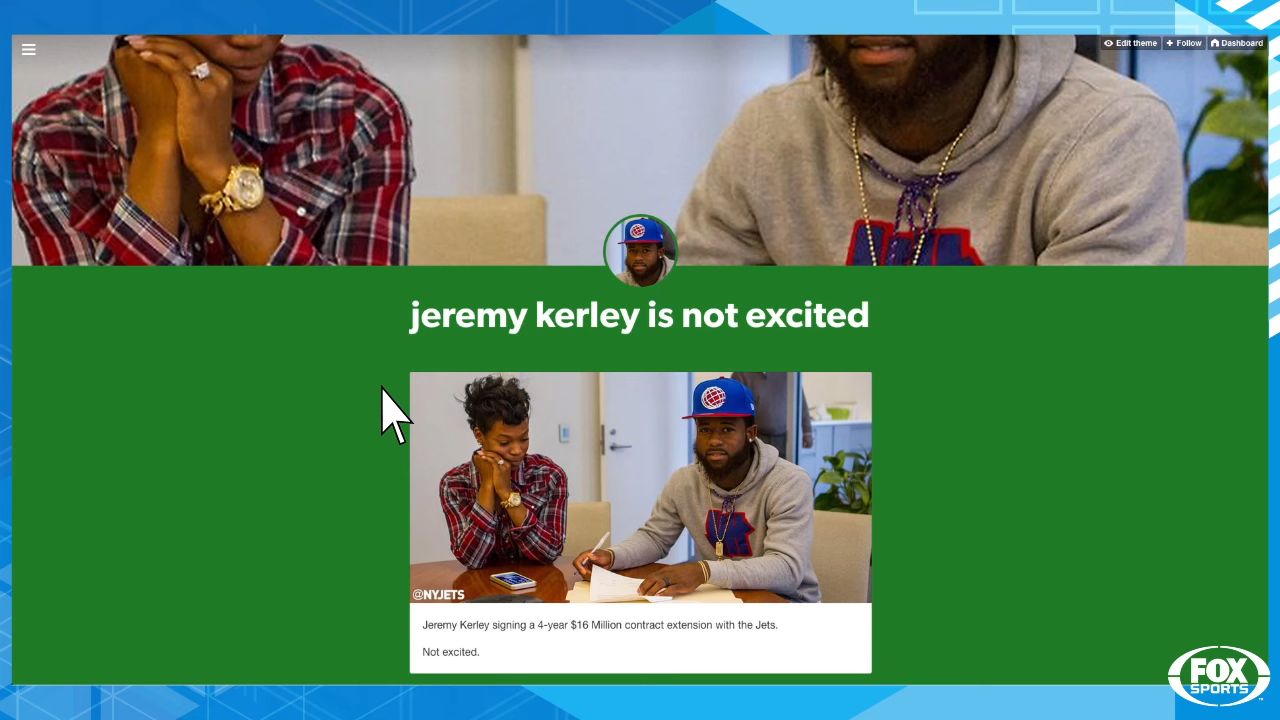 Edit theme
Follow
Dashboard
jeremy kerley is not excited
@NYJETS
Jeremy Kerley signing a 4-year $16 Million contract extension with the Jets.
Not excited.
FOX
SPORTS